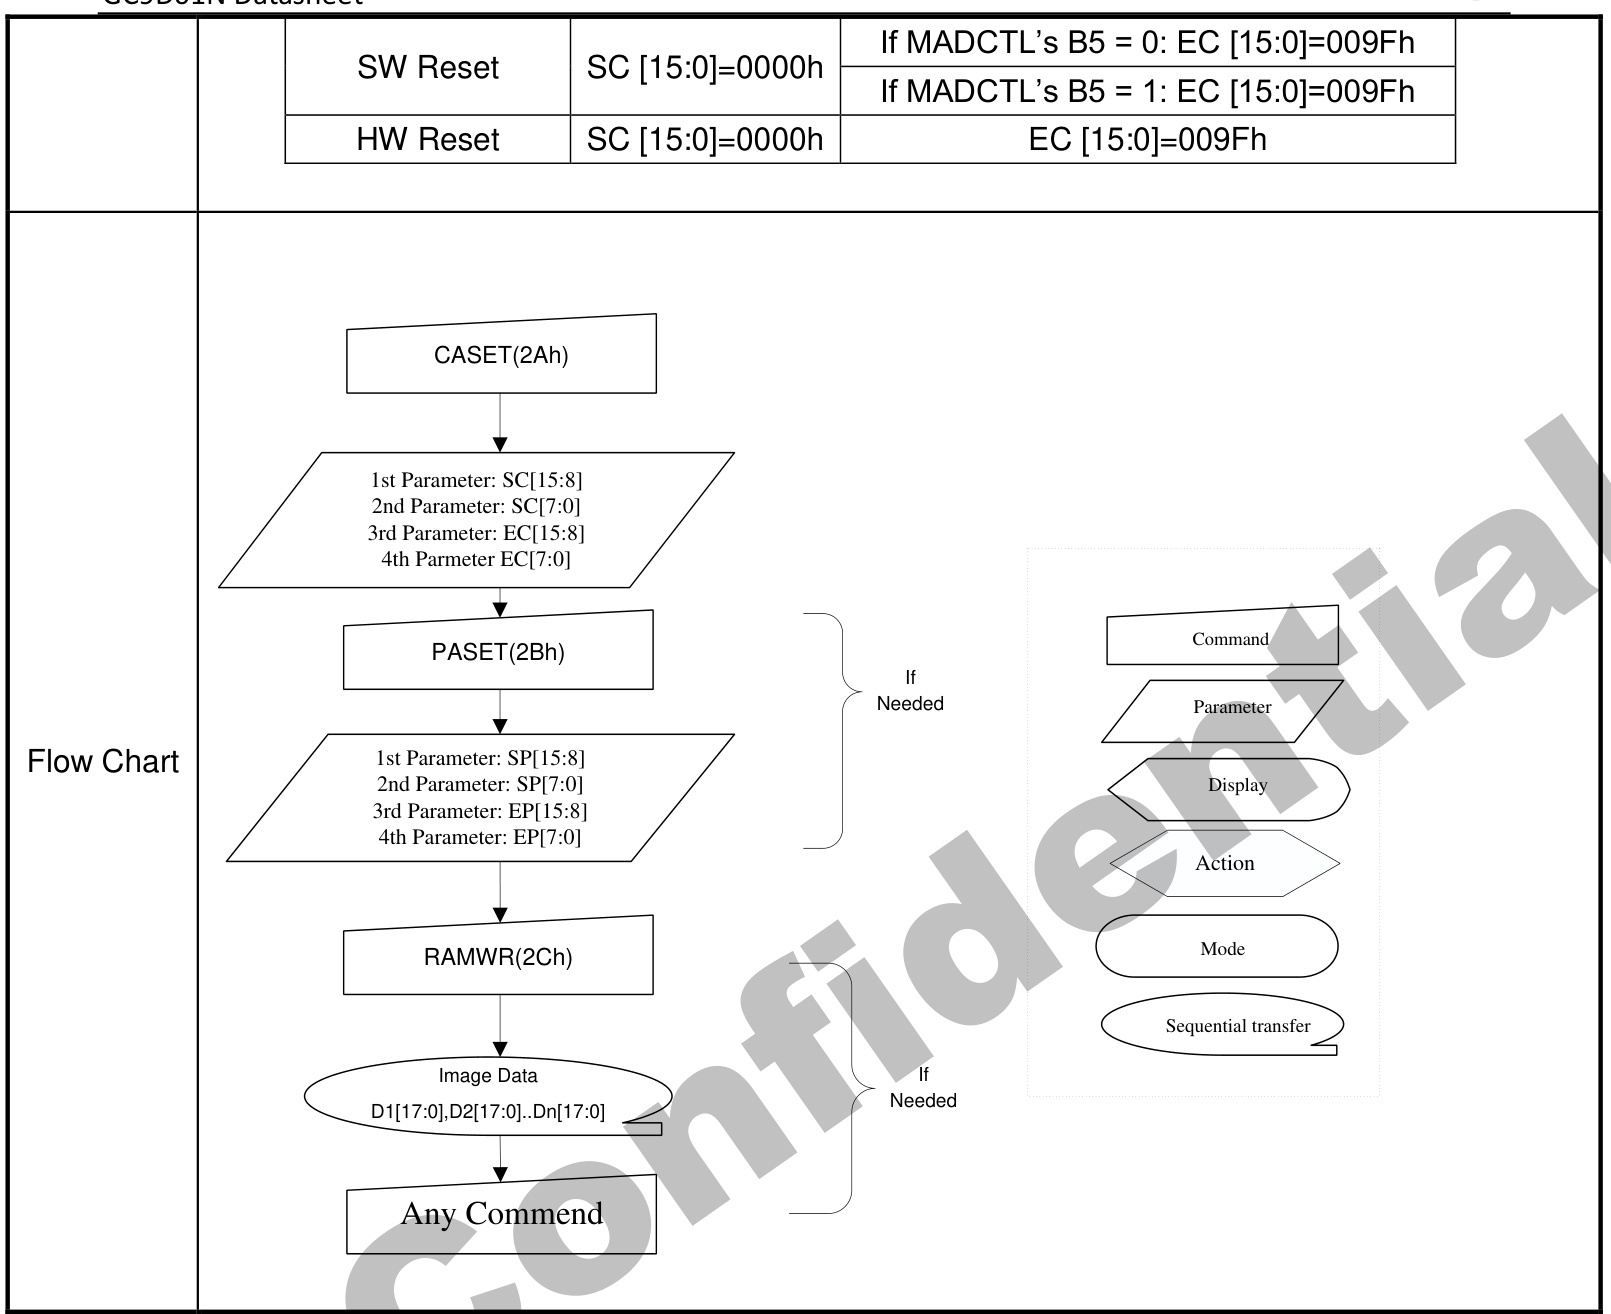 GC9D01N Datasheet
If MADCTL's B5 = 0: EC [15:0]=009Fh
SW Reset SC [15:0]=0000h
If MADCTL's B5 = 1: EC [15:0]=009Fh
HW Reset SC [15:0]=0000h EC [15:0]=009Fh
Flow Chart
CASET(2Ah)
1st Parameter: SC[15:8]
2nd Parameter: SC[7:0]
3rd Parameter: EC[15:8]
4th Parmeter EC[7:0]
PASET(2Bh)
If
Needed
1st Parameter: SP[15:8]
2nd Parameter: SP[7:0]
3rd Parameter: EP[15:8]
4th Parameter: EP[7:0]
RAMWR(2Ch)
Image Data
D1[17:0],D2[17:0]..Dn[17:0]
If
Needed
Any Commend
Command
Parameter
Display
Action
Mode
Sequential transfer
Confidential